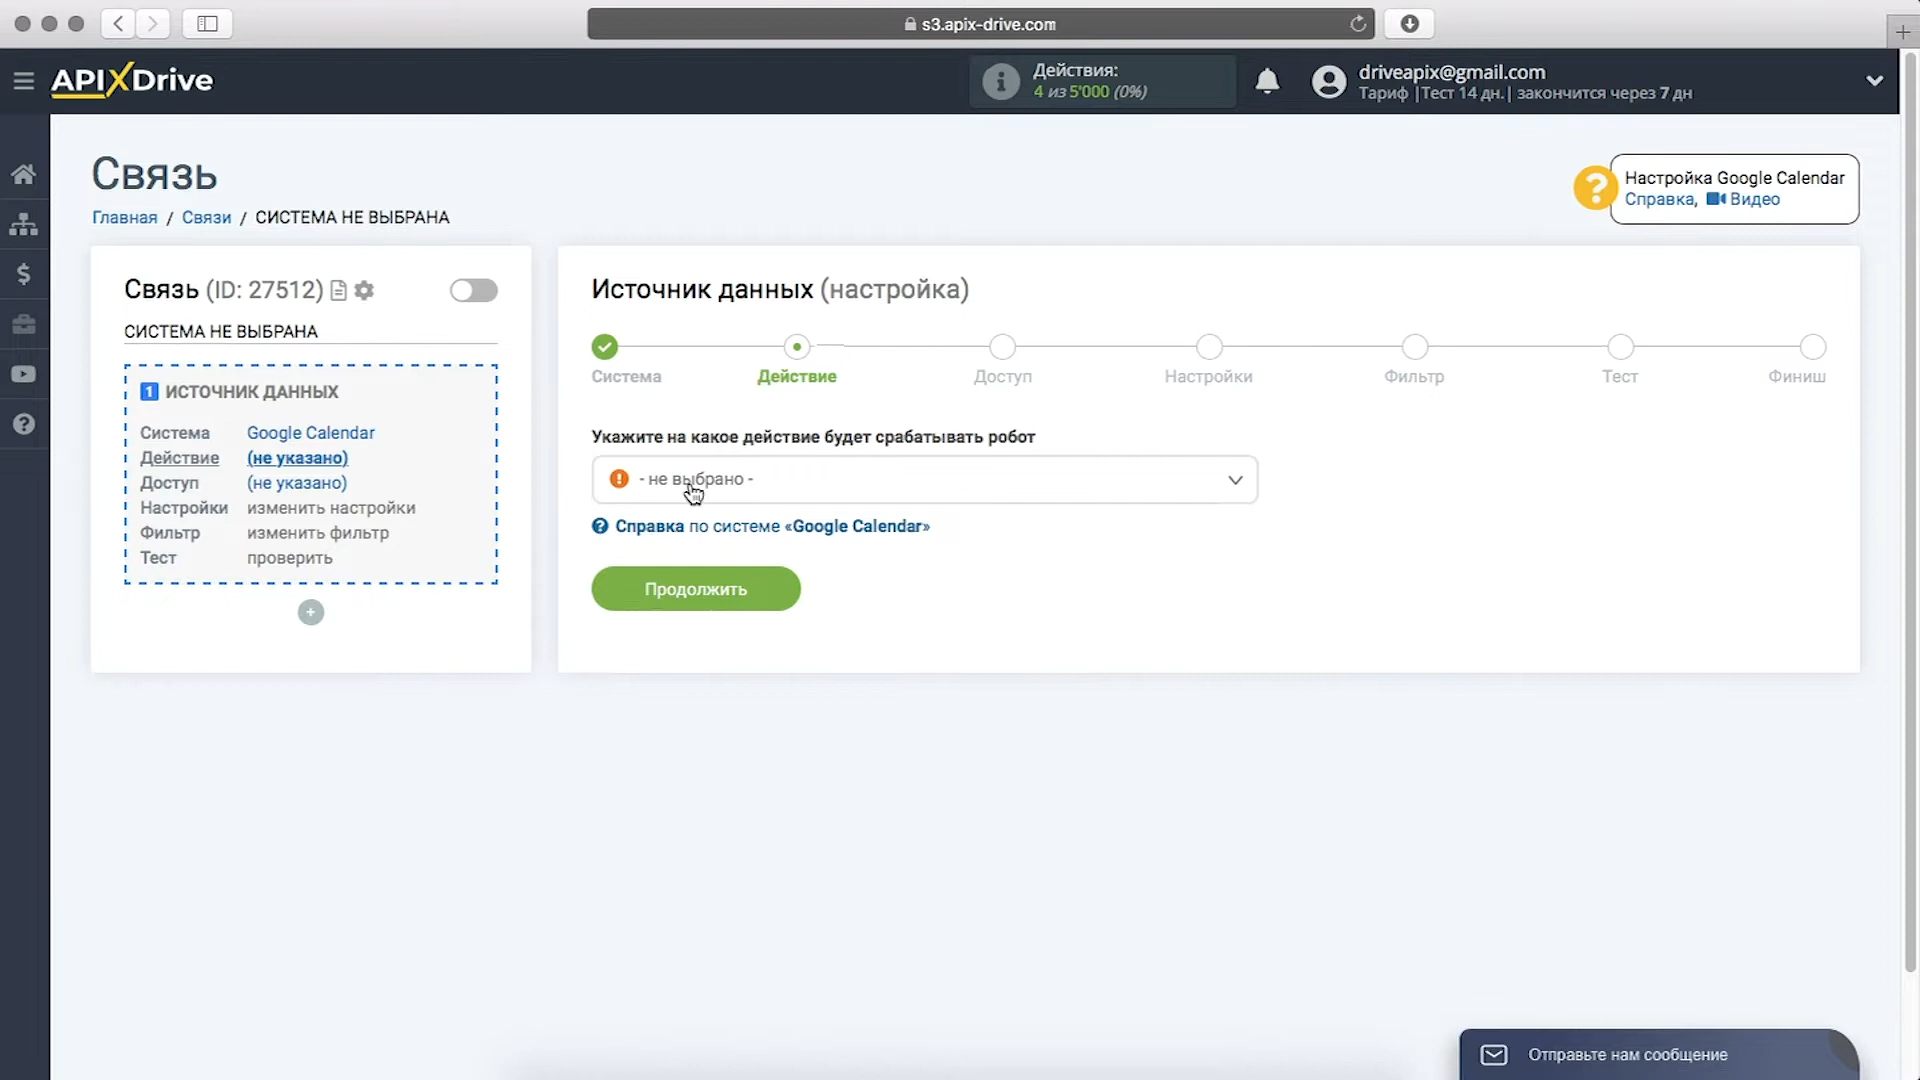 s3.apix-drive.com
APIXDrive
Действия:
4 из 5'000 (0%)
driveapix@gmail.com
Тариф |Тест 14 дн.| закончится через 7 дн
Связь
Главная / Связи / СИСТЕМА НЕ ВЫБРАНА
Настройка Google Calendar
Справка, Видео
Связь (ID: 27512)
СИСТЕМА НЕ ВЫБРАНА
1 ИСТОЧНИК ДАННЫХ
Система Google Calendar
Действие (не указано)
Доступ (не указано)
Настройки изменить настройки
Фильтр изменить фильтр
Тест проверить
Источник данных (настройка)
Система Действие Доступ Настройки Фильтр Тест Финиш
Укажите на какое действие будет срабатывать робот
- не выбрано -
Справка по системе «Google Calendar»
Продолжить
Отправьте нам сообщение